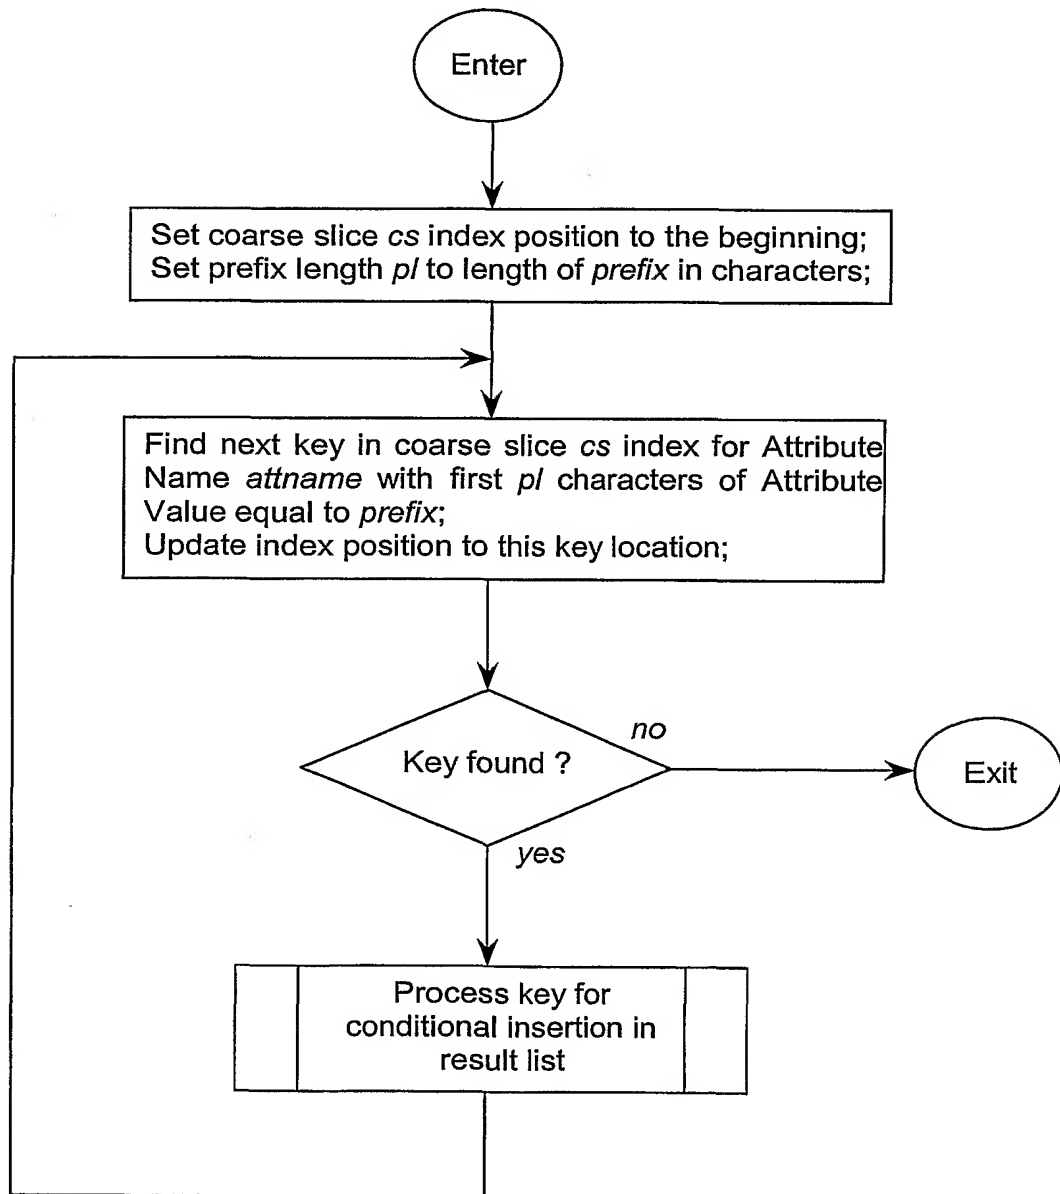 Enter
Set coarse slice cs index position to the beginning;
Set prefix length pl to length of prefix in characters;
Find next key in coarse slice cs index for Attribute
Name attname with first pl characters of Attribute
Value equal to prefix;
Update index position to this key location;
no
Key found ?
Exit
yes
Process key for
conditional insertion in
result list